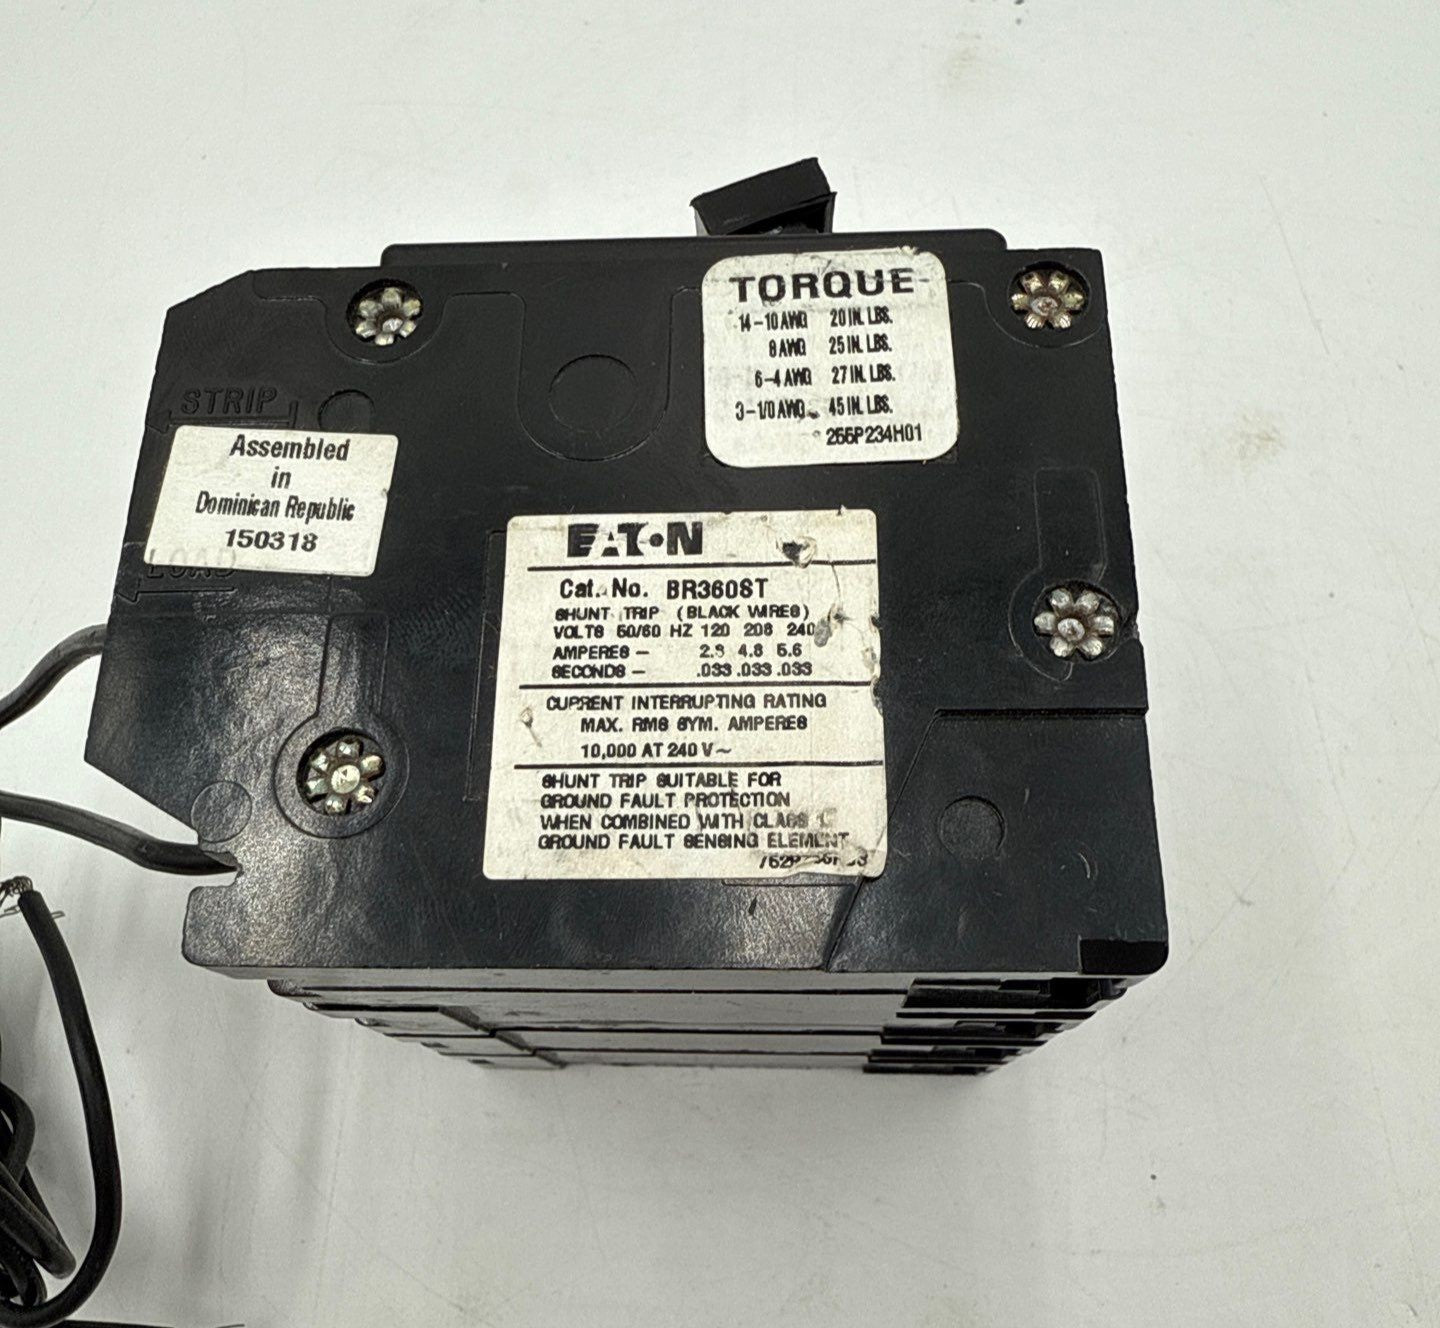 TORQUE
14-10 AWG 20 IN. LBS.
8 AWG 25 IN. LBS.
6-4 AWG 27 IN. LBS.
3-1/0 AWG 45 IN. LBS.
255P234H01
STRIP
Assembled
in
Dominican Republic
150318
LOAD
EATON
Cat. No. BR360ST
SHUNT TRIP (BLACK WIRES)
VOLTS 50/60 HZ 120 208 240
AMPERES - 2.8 4.8 5.6
SECONDS - .033 .033 .033
CURRENT INTERRUPTING RATING
MAX. RMS SYM. AMPERES
10,000 AT 240 V~
SHUNT TRIP SUITABLE FOR
GROUND FAULT PROTECTION
WHEN COMBINED WITH CLASS 1
GROUND FAULT SENSING ELEMENT